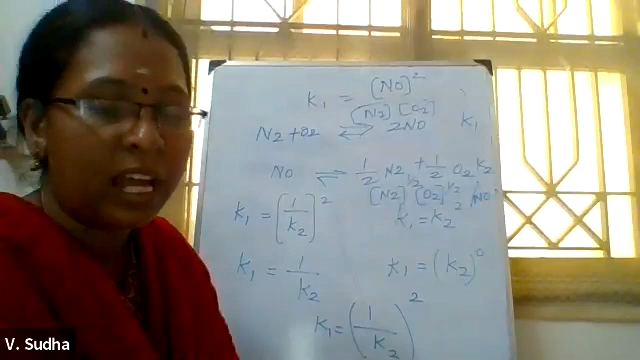 K₁ = [NO]²
[N2] [O2]
N2 + O2 ⇌ 2NO K₁
NO ⇌ 1/2 N2 + 1/2 O2 K₂
[N2]^1/2 [O2]^1/2 / NO
K₁ = [1/K₂]²
K₁ = K₂
K₁ = 1/K₂
K₁ = (K₂)⁰
K₁ = (1/K₂)²
V. Sudha